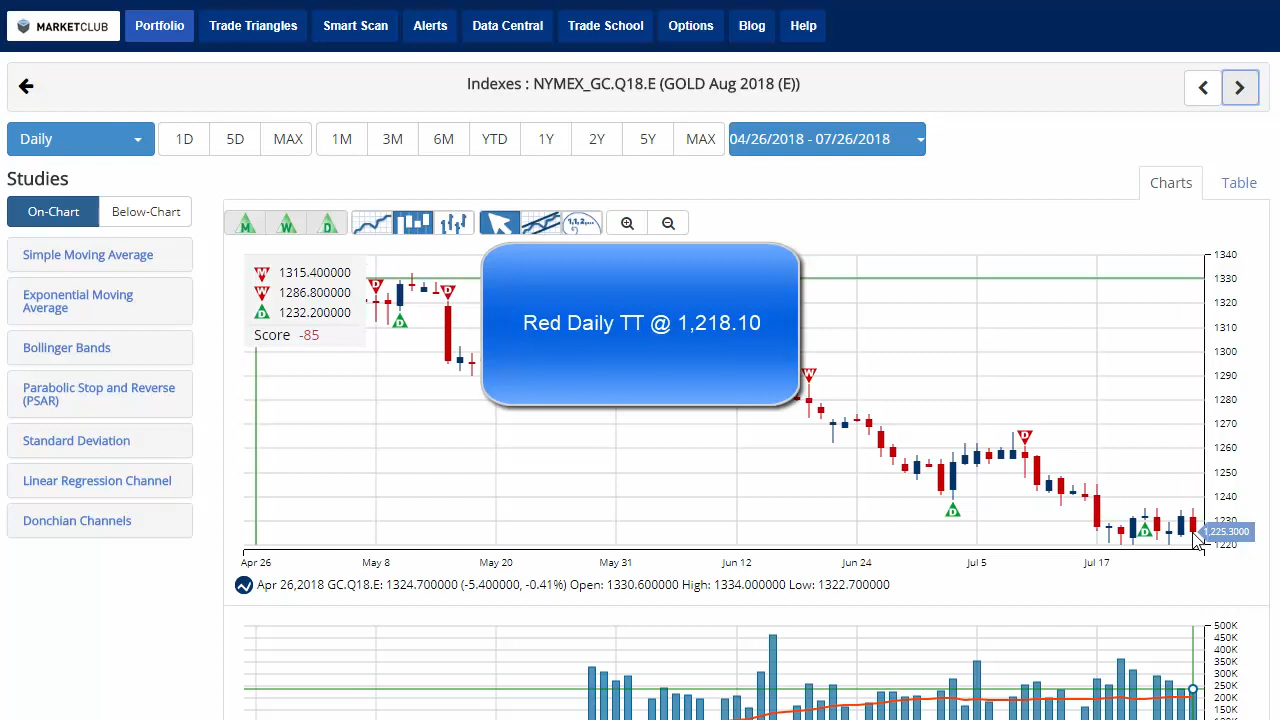 MARKETCLUB Portfolio Trade Triangles Smart Scan Alerts Data Central Trade School Options Blog Help
Indexes : NYMEX_GC.Q18.E (GOLD Aug 2018 (E))
Daily 1D 5D MAX 1M 3M 6M YTD 1Y 2Y 5Y MAX 04/26/2018 - 07/26/2018
Studies
Charts Table
On-Chart Below-Chart
M W D 1,1,2,...
Simple Moving Average
Exponential Moving
Average
Bollinger Bands
Parabolic Stop and Reverse
(PSAR)
Standard Deviation
Linear Regression Channel
Donchian Channels
M 1315.400000
W 1286.800000
D 1232.200000
Score -85
D
D
D
W
D
D
D
Red Daily TT @ 1,218.10
1340
1330
1320
1310
1300
1290
1280
1270
1260
1250
1240
1230
1,225.3000
1220
Apr 26 May 8 May 20 May 31 Jun 12 Jun 24 Jul 5 Jul 17
Apr 26,2018 GC.Q18.E: 1324.700000 (-5.400000, -0.41%) Open: 1330.600000 High: 1334.000000 Low: 1322.700000
500K
450K
400K
350K
300K
250K
200K
150K
100K